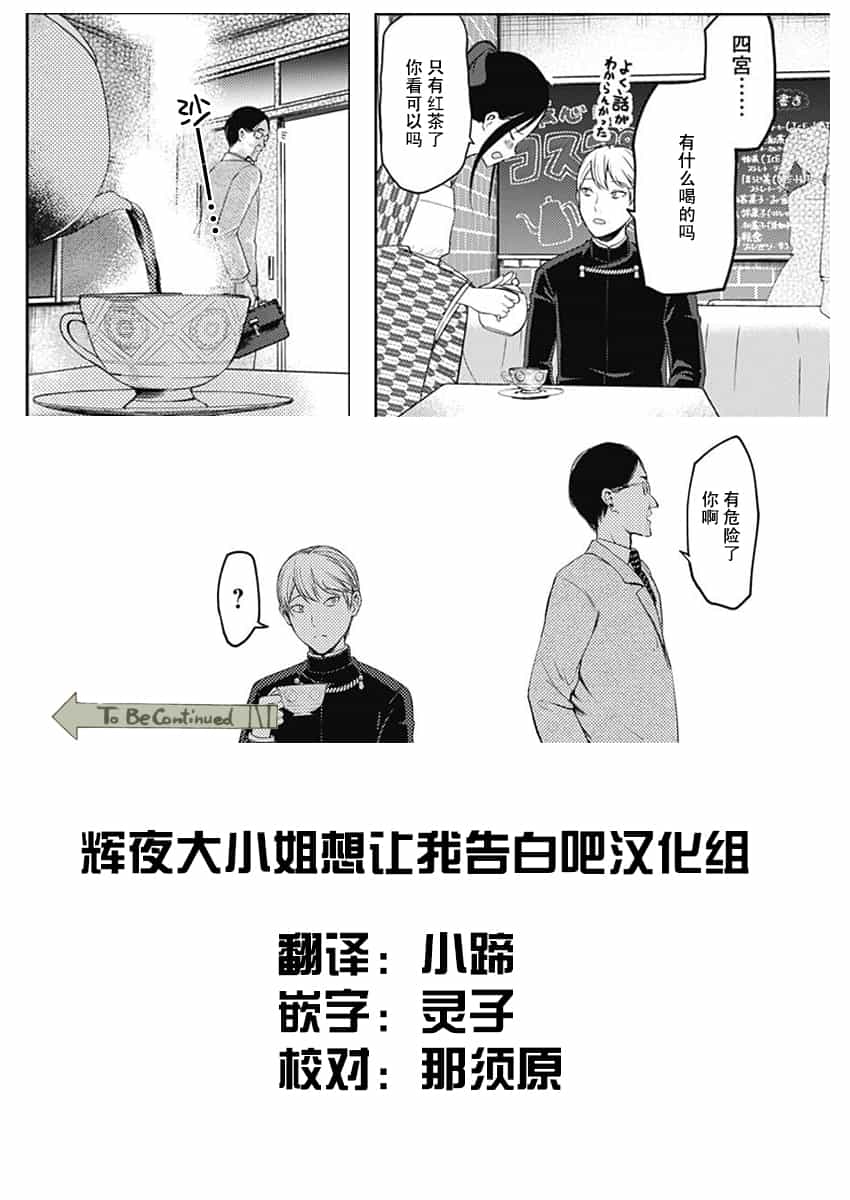 四宮……
有什么喝的吗
よく話が
わからんかった
只有红茶了
你看可以吗
コス
有危险了
你啊
?
To Be Continued
辉夜大小姐想让我告白吧汉化组
翻译：小蹄
嵌字：灵子
校对：那须原